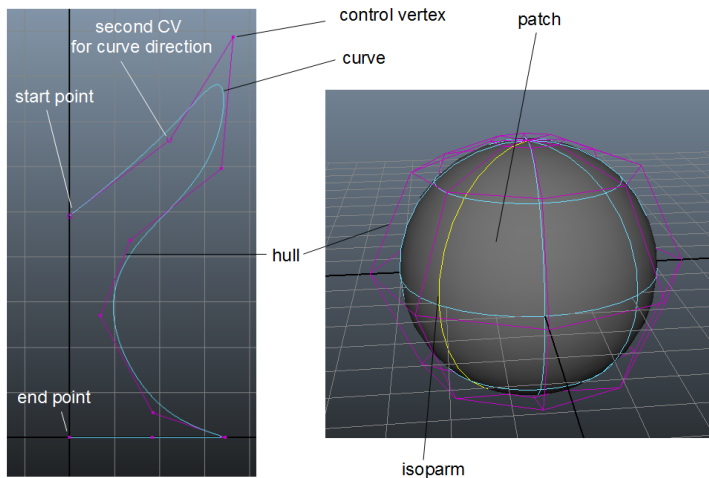 second CV
for curve direction
control vertex
patch
curve
start point
hull
end point
isoparm